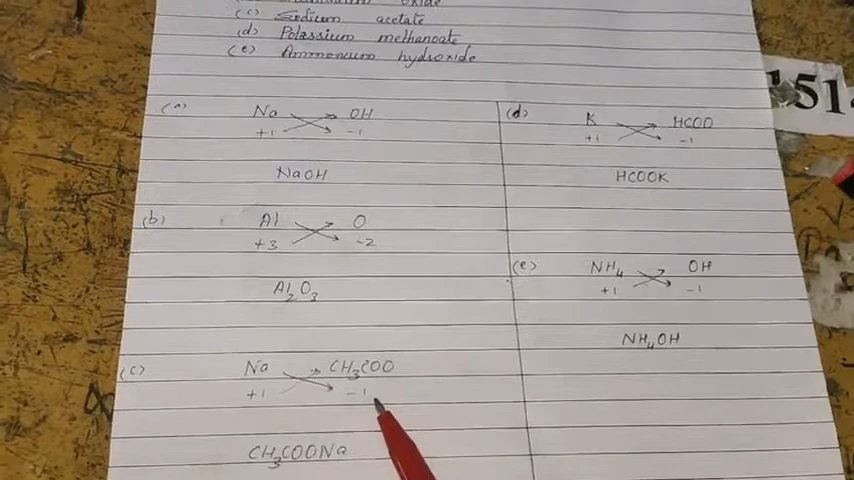 oxide
(c) Sodium acetate
(d) Potassium methanoate
(e) Ammonium hydroxide
(a) Na OH
+1 -1
NaOH
(b) Al O
+3 -2
Al2O3
(c) Na CH3COO
+1 -1
CH3COONa
(d) K HCOO
+1 -1
HCOOK
(e) NH4 OH
+1 -1
NH4OH